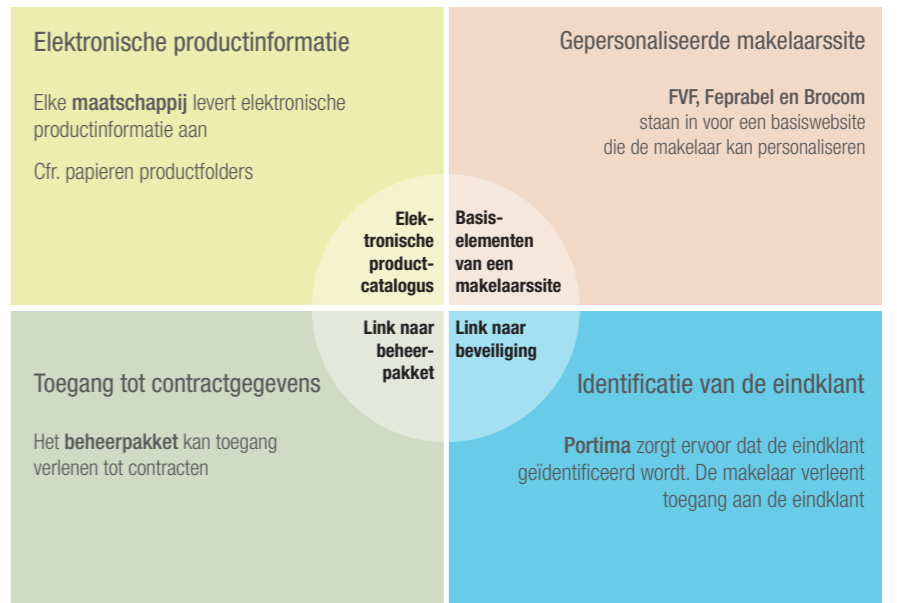 Elektronische productinformatie
Elke maatschappij levert elektronische
productinformatie aan
Cfr. papieren productfolders
Elek-
tronische
product-
catalogus
Gepersonaliseerde makelaarssite
FVF, Feprabel en Brocom
staan in voor een basiswebsite
die de makelaar kan personaliseren
Basis-
elementen
van een
makelaarssite
Link naar
beheer-
pakket
Toegang tot contractgegevens
Het beheerpakket kan toegang
verlenen tot contracten
Link naar
beveiliging
Identificatie van de eindklant
Portima zorgt ervoor dat de eindklant
geïdentificeerd wordt. De makelaar verleent
toegang aan de eindklant